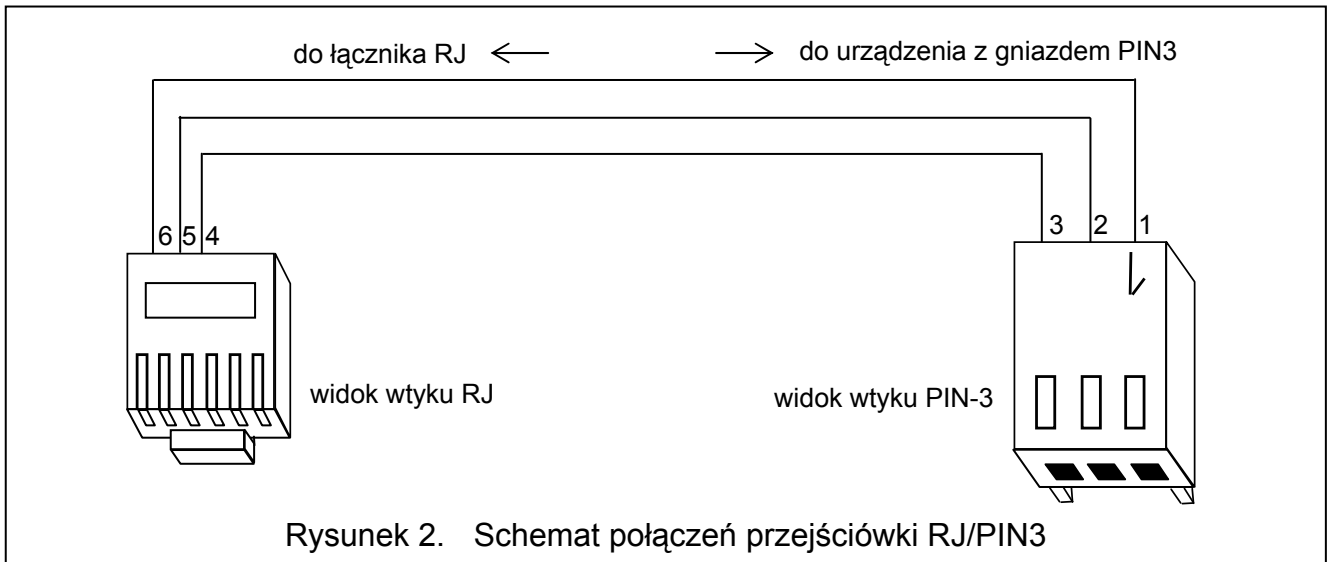 do łącznika RJ
do urządzenia z gniazdem PIN3
6 5 4
3 2 1
widok wtyku RJ
widok wtyku PIN-3
Rysunek 2. Schemat połączeń przejściówki RJ/PIN3